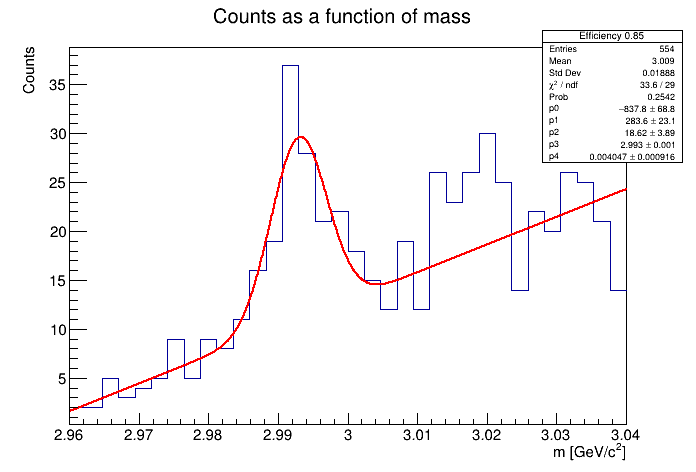 Counts as a function of mass
Efficiency 0.85
Entries 554
Mean 3.009
Std Dev 0.01888
χ² / ndf 33.6 / 29
Prob 0.2542
p0 −837.8 ± 68.8
p1 283.6 ± 23.1
p2 18.62 ± 3.89
p3 2.993 ± 0.001
p4 0.004047 ± 0.000916
Counts
35
30
25
20
15
10
5
2.96 2.97 2.98 2.99 3 3.01 3.02 3.03 3.04
m [GeV/c²]